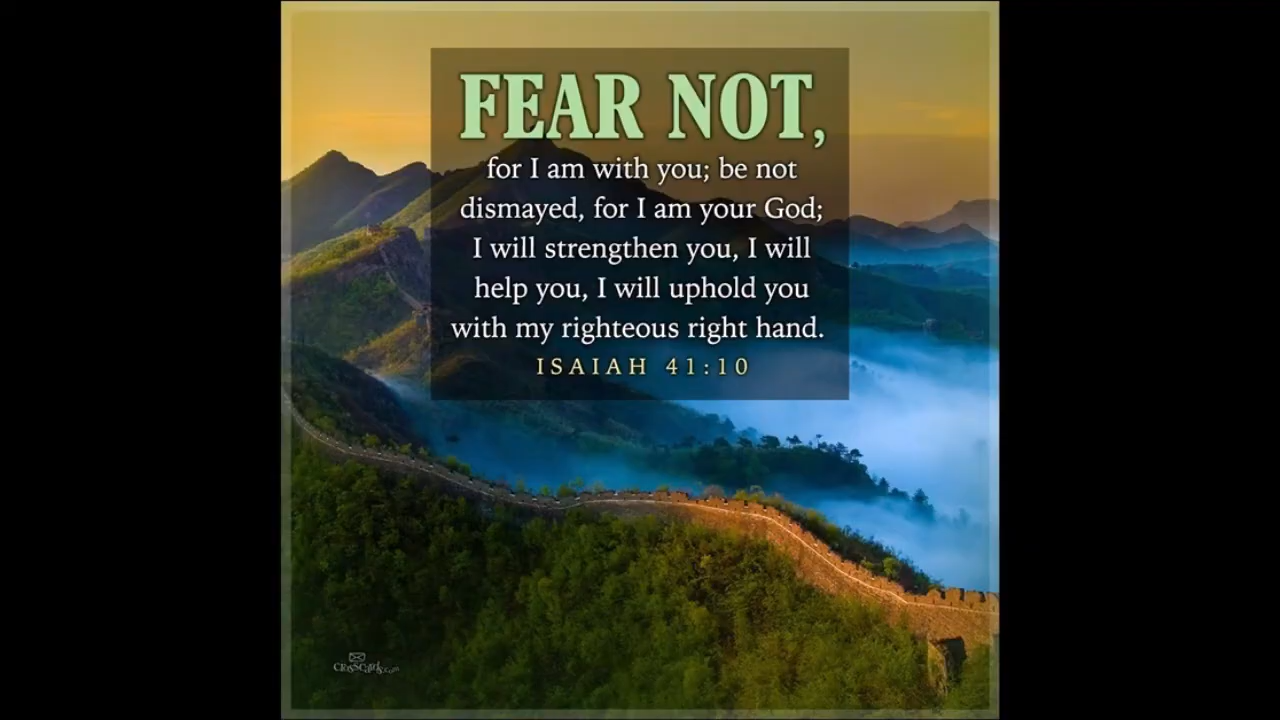 FEAR NOT,
for I am with you; be not
dismayed, for I am your God;
I will strengthen you, I will
help you, I will uphold you
with my righteous right hand.
ISAIAH 41:10